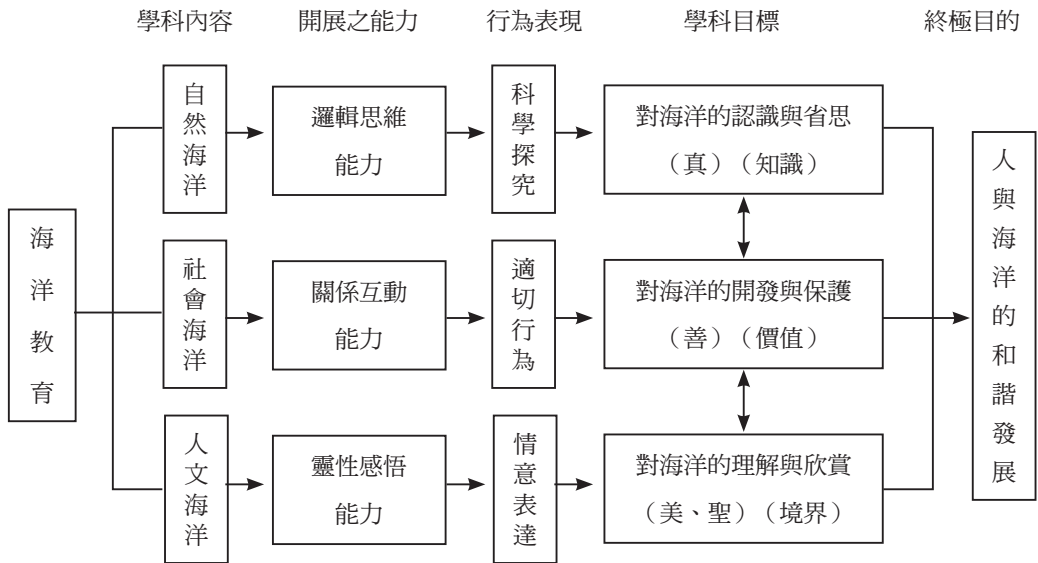 學科內容 開展之能力 行為表現 學科目標 終極目的
海洋教育
自然海洋
邏輯思維
能力
科學探究
對海洋的認識與省思
（真）（知識）
社會海洋
關係互動
能力
適切行為
對海洋的開發與保護
（善）（價值）
人文海洋
靈性感悟
能力
情意表達
對海洋的理解與欣賞
（美、聖）（境界）
人與海洋的和諧發展